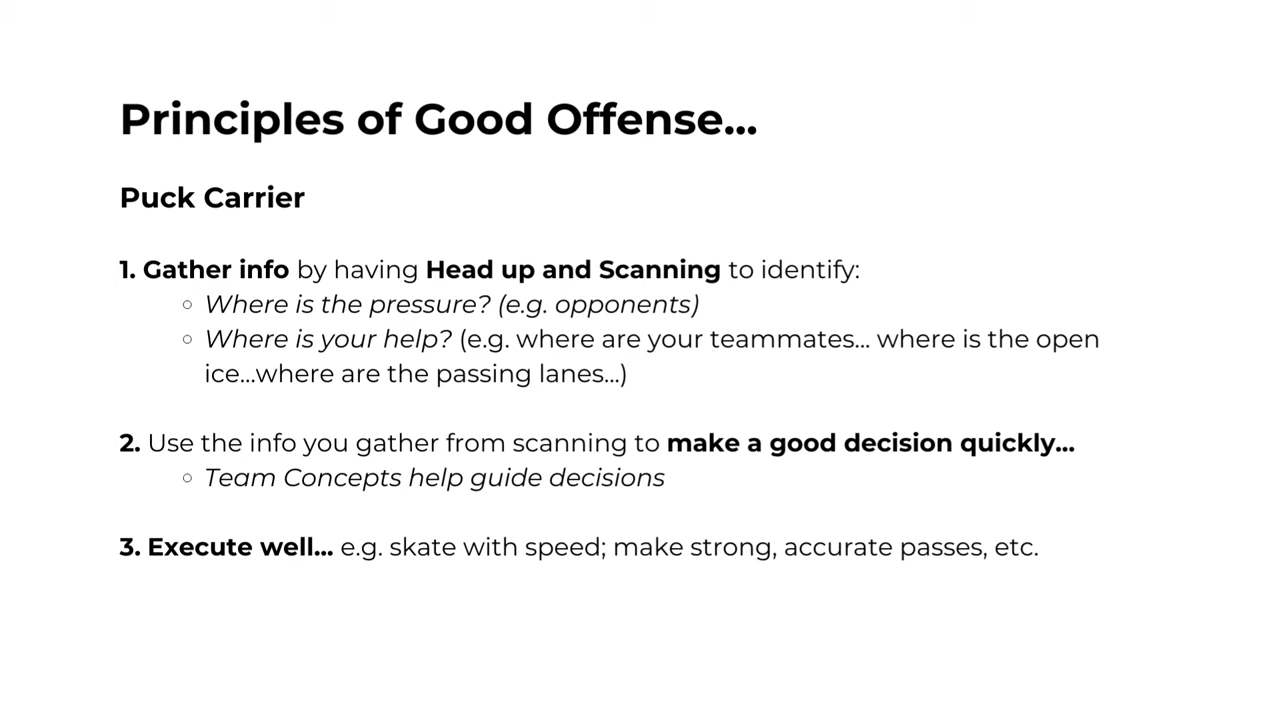 Principles of Good Offense...
Puck Carrier
1. Gather info by having Head up and Scanning to identify:
○ Where is the pressure? (e.g. opponents)
○ Where is your help? (e.g. where are your teammates... where is the open
ice...where are the passing lanes...)
2. Use the info you gather from scanning to make a good decision quickly...
○ Team Concepts help guide decisions
3. Execute well... e.g. skate with speed; make strong, accurate passes, etc.